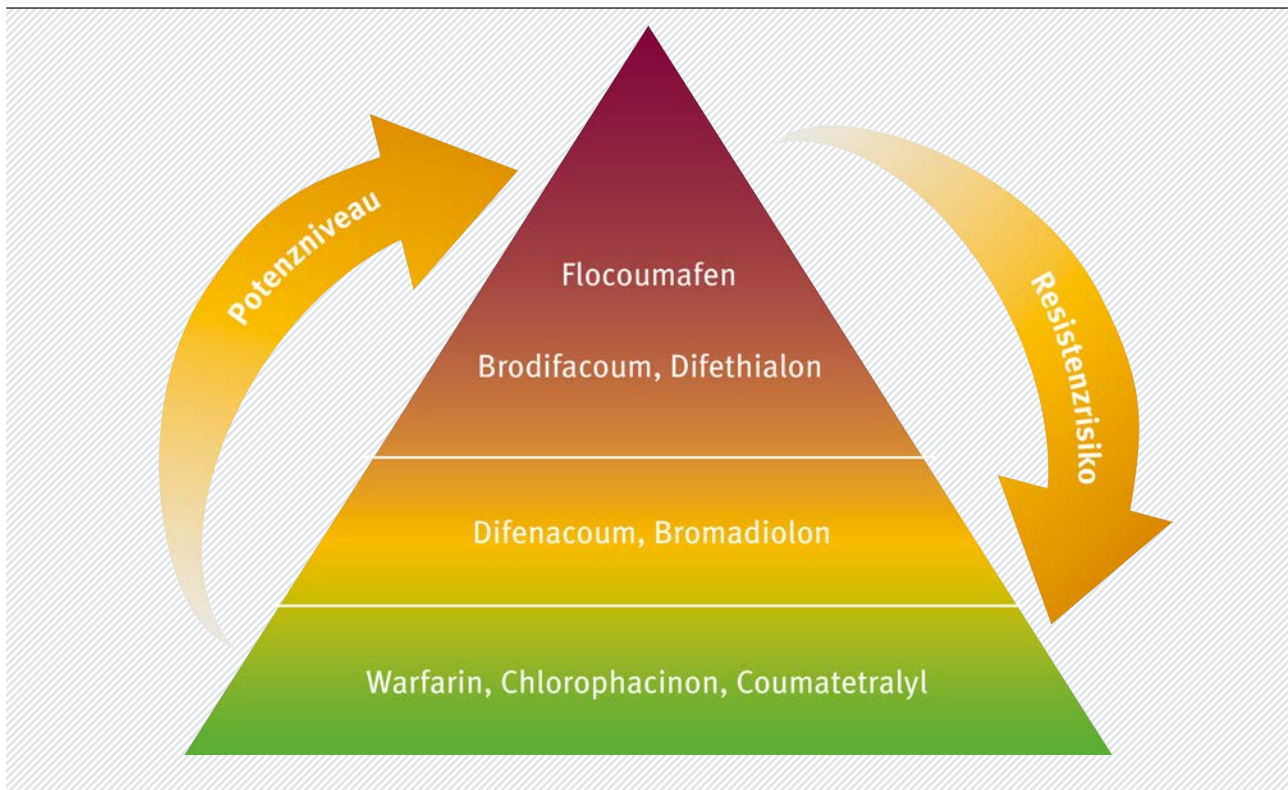 Potenzniveau
Resistenzrisiko
Flocoumafen
Brodifacoum, Difethialon
Difenacoum, Bromadiolon
Warfarin, Chlorophacinon, Coumatetralyl